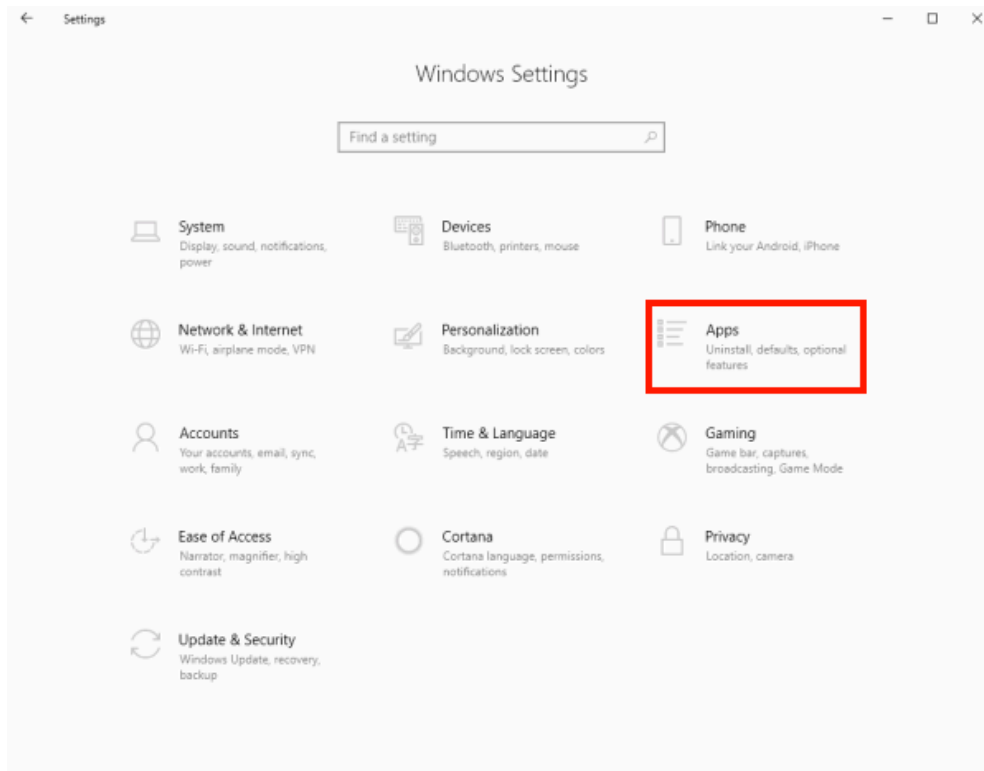 Settings
Windows Settings
Find a setting
System
Display, sound, notifications,
power
Devices
Bluetooth, printers, mouse
Phone
Link your Android, iPhone
Network & Internet
Wi-Fi, airplane mode, VPN
Personalization
Background, lock screen, colors
Apps
Uninstall, defaults, optional
features
Accounts
Your accounts, email, sync,
work, family
Time & Language
Speech, region, date
Gaming
Game bar, captures,
broadcasting, Game Mode
Ease of Access
Narrator, magnifier, high
contrast
Cortana
Cortana language, permissions,
notifications
Privacy
Location, camera
Update & Security
Windows Update, recovery,
backup